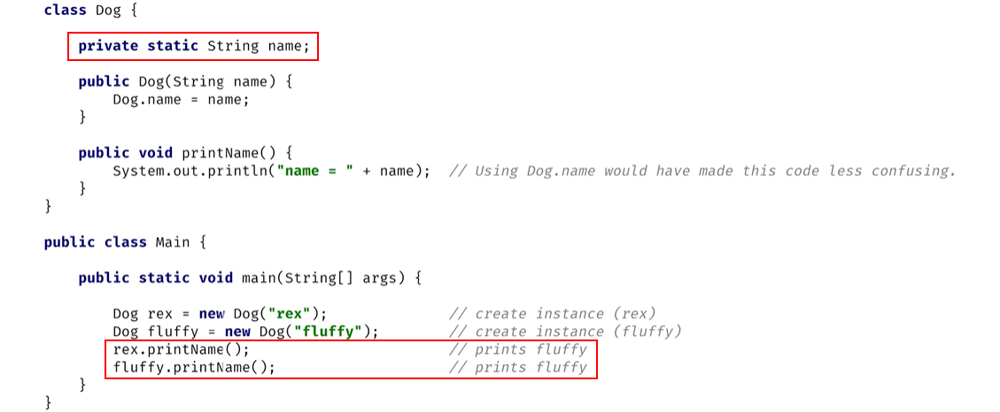 class Dog {
private static String name;
public Dog(String name) {
Dog.name = name;
}
public void printName() {
System.out.println("name = " + name);  // Using Dog.name would have made this code less confusing.
}
}
public class Main {
public static void main(String[] args) {
Dog rex = new Dog("rex");  // create instance (rex)
Dog fluffy = new Dog("fluffy");  // create instance (fluffy)
rex.printName();  // prints fluffy
fluffy.printName();  // prints fluffy
}
}